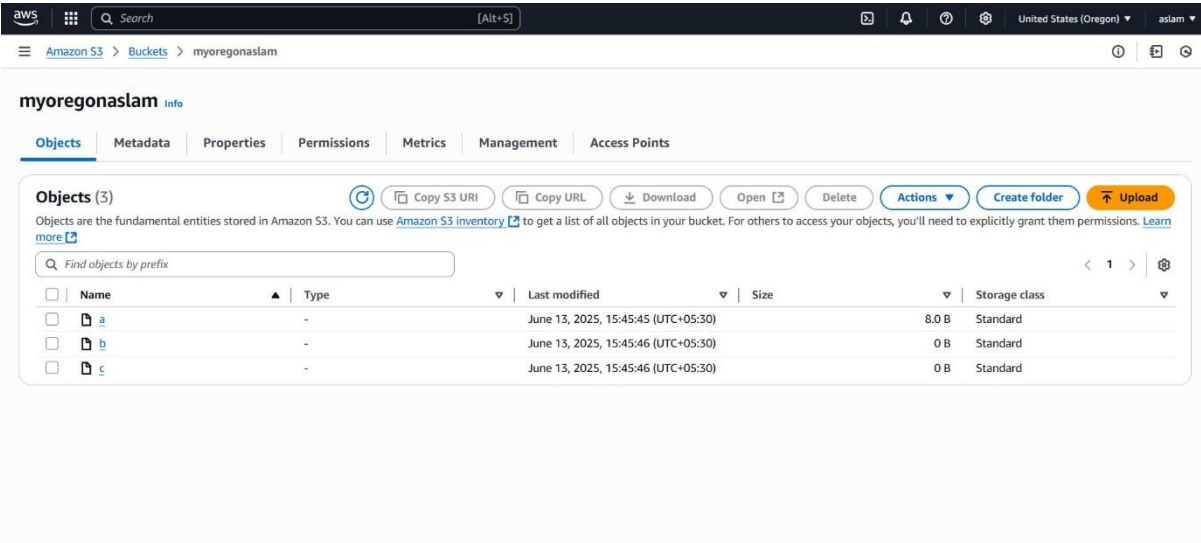 aws Search [Alt+S] United States (Oregon) aslam
Amazon S3 > Buckets > myoregonaslam
myoregonaslam Info
Objects Metadata Properties Permissions Metrics Management Access Points
Objects (3) Copy S3 URI Copy URL Download Open Delete Actions Create folder Upload
Objects are the fundamental entities stored in Amazon S3. You can use Amazon S3 inventory to get a list of all objects in your bucket. For others to access your objects, you'll need to explicitly grant them permissions. Learn
more
Find objects by prefix 1
Name Type Last modified Size Storage class
a - June 13, 2025, 15:45:45 (UTC+05:30) 8.0 B Standard
b - June 13, 2025, 15:45:46 (UTC+05:30) 0 B Standard
c - June 13, 2025, 15:45:46 (UTC+05:30) 0 B Standard